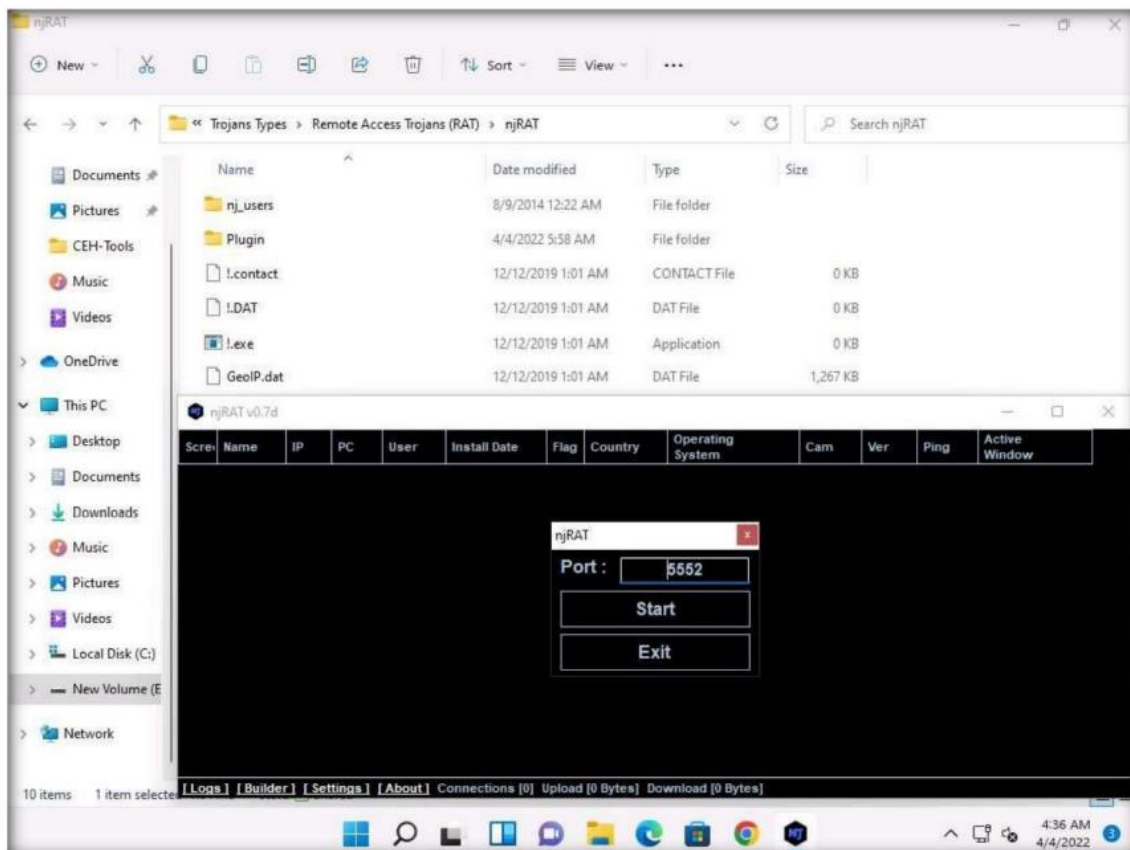 njRAT
New
Sort
View
Trojans Types > Remote Access Trojans (RAT) > njRAT
Search njRAT
Name Date modified Type Size
Documents
Pictures
CEH-Tools
Music
Videos
OneDrive
This PC
Desktop
Documents
Downloads
Music
Pictures
Videos
Local Disk (C:)
New Volume (E
Network
nj_users 8/9/2014 12:22 AM File folder
Plugin 4/4/2022 5:58 AM File folder
!.contact 12/12/2019 1:01 AM CONTACT File 0 KB
!.DAT 12/12/2019 1:01 AM DAT File 0 KB
!.exe 12/12/2019 1:01 AM Application 0 KB
GeoIP.dat 12/12/2019 1:01 AM DAT File 1,267 KB
njRAT v0.7d
Scre Name IP PC User Install Date Flag Country Operating System Cam Ver Ping Active Window
njRAT
Port : 5552
Start
Exit
[Logs] [Builder] [Settings] [About] Connections [0] Upload [0 Bytes] Download [0 Bytes]
10 items 1 item selecte
4:36 AM
4/4/2022
3